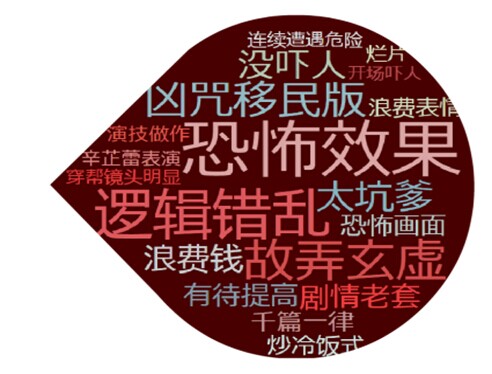 连续遭遇危险
烂片
没吓人
开场吓人
凶咒移民版
浪费表情
演技做作
恐怖效果
辛芷蕾表演
穿帮镜头明显
太坑爹
逻辑错乱
恐怖画面
浪费钱
故弄玄虚
有待提高
剧情老套
千篇一律
炒冷饭式